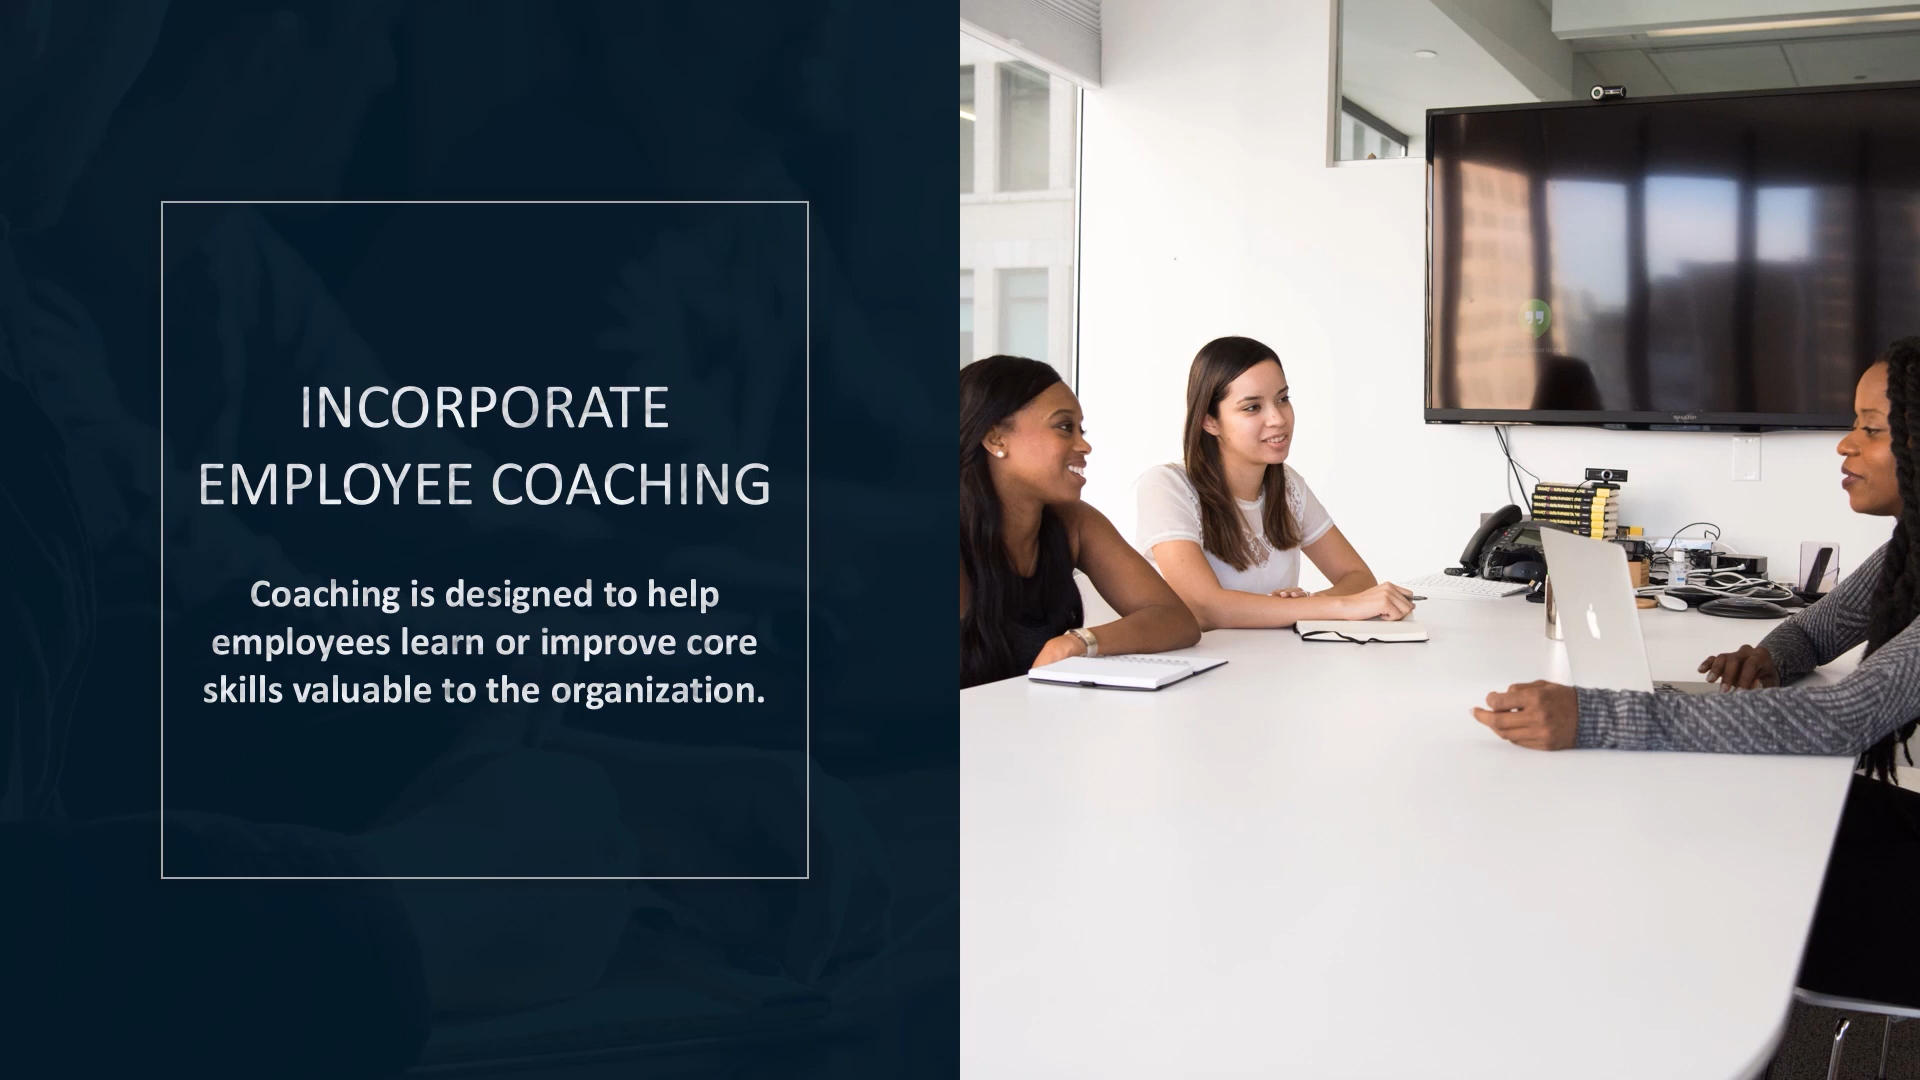 INCORPORATE
EMPLOYEE COACHING
Coaching is designed to help
employees learn or improve core
skills valuable to the organization.